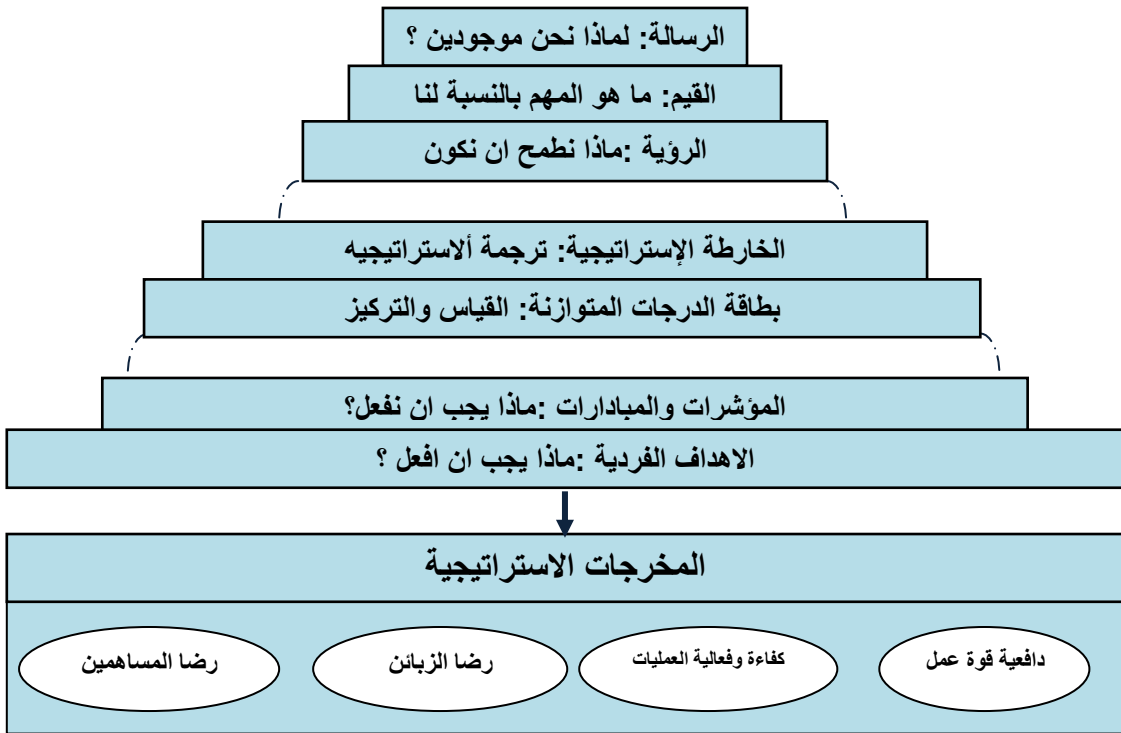 الرسالة: لماذا نحن موجودين ؟
القيم: ما هو المهم بالنسبة لنا
الرؤية :ماذا نطمح ان نكون
الخارطة الإستراتيجية: ترجمة ألاستراتيجيه
بطاقة الدرجات المتوازنة: القياس والتركيز
المؤشرات والمبادارات :ماذا يجب ان نفعل؟
الاهداف الفردية :ماذا يجب ان افعل ؟
المخرجات الاستراتيجية
دافعية قوة عمل
كفاءة وفعالية العمليات
رضا الزبائن
رضا المساهمين